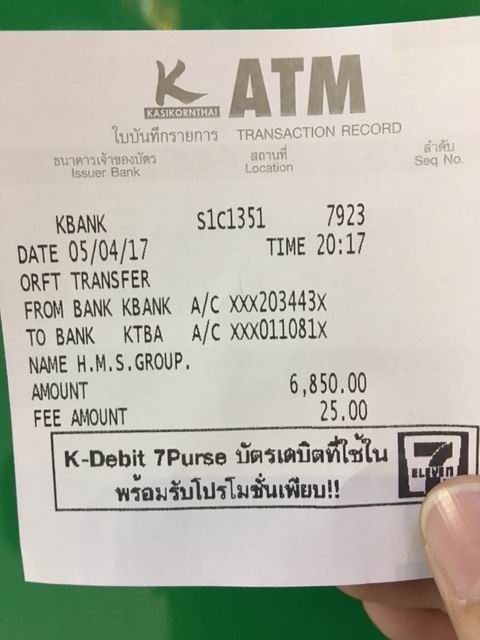 K ATM
KASIKORNTHAI
ใบบันทึกรายการ TRANSACTION RECORD
ธนาคารเจ้าของบัตร สถานที่ ลำดับ
Issuer Bank Location Seq No.
KBANK S1C1351 7923
DATE 05/04/17 TIME 20:17
ORFT TRANSFER
FROM BANK KBANK A/C XXX203443X
TO BANK KTBA A/C XXX011081X
NAME H.M.S.GROUP.
AMOUNT 6,850.00
FEE AMOUNT 25.00
K-Debit 7Purse บัตรเดบิตที่ใช้ใน 7 ELEVEN
พร้อมรับโปรโมชั่นเพียบ!!